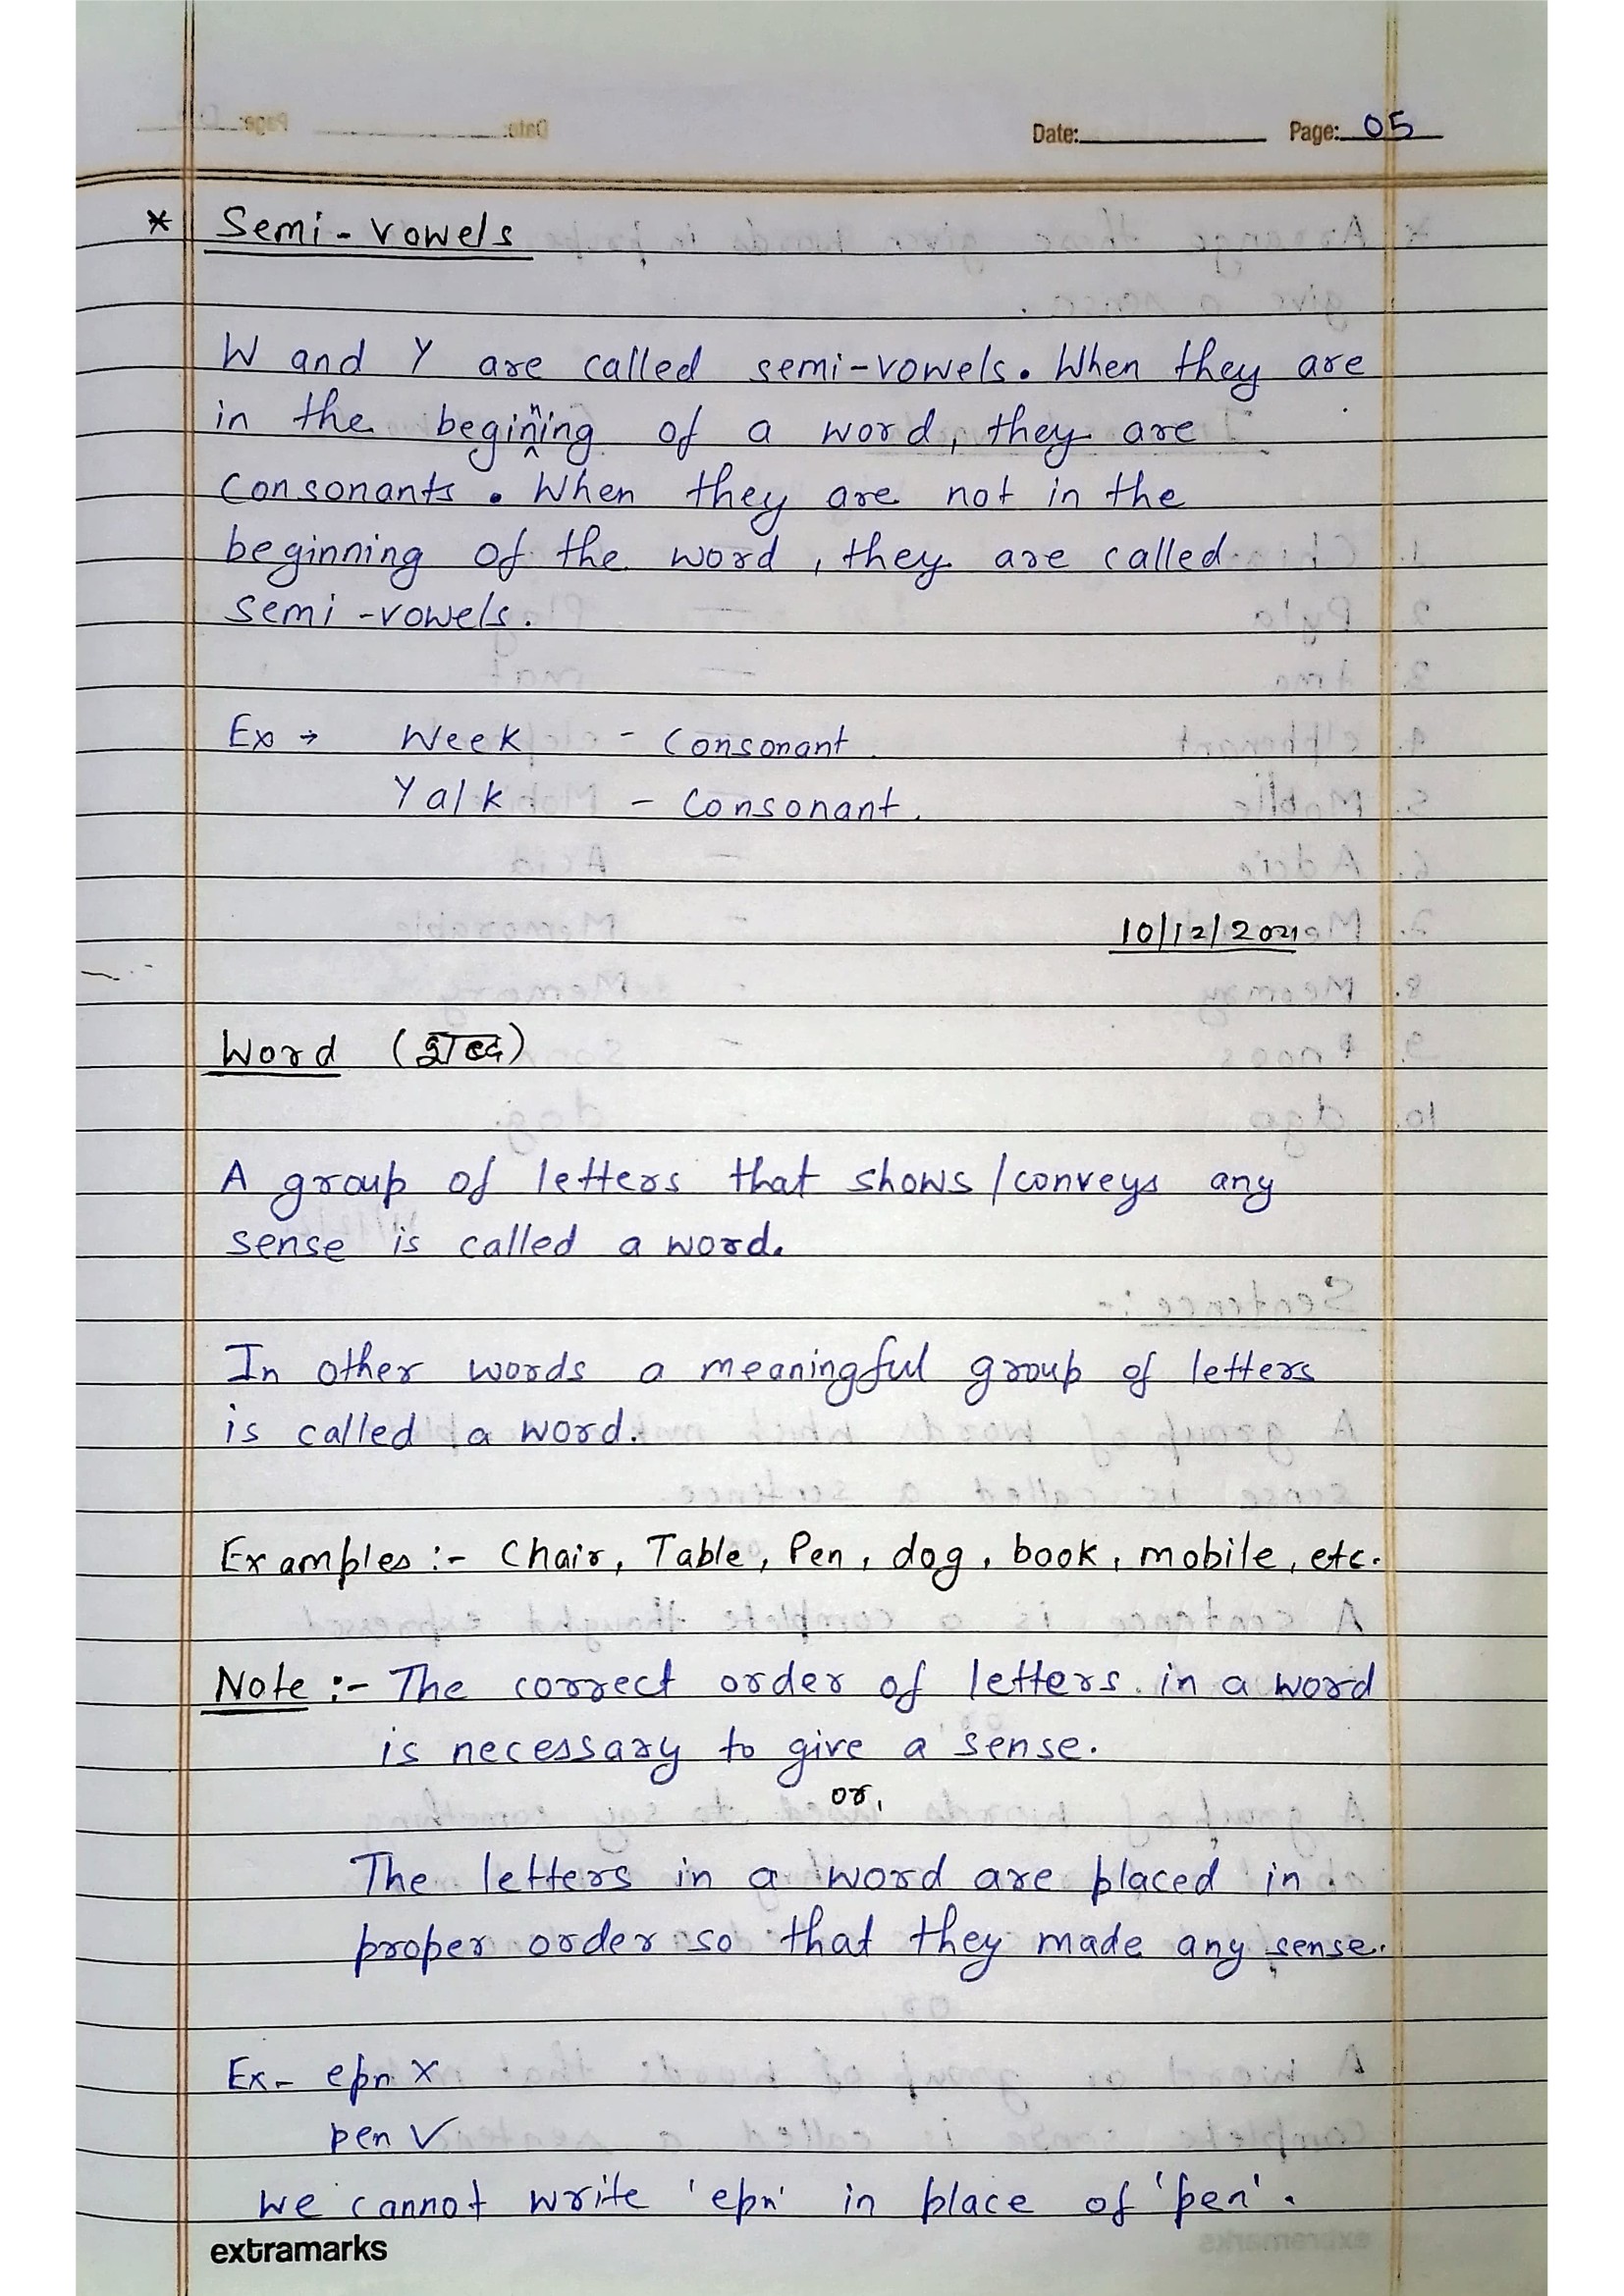 Date: Page: 05
* Semi-vowels
W and Y are called semi-vowels. When they are
in the beginning of a word, they are
consonants. When they are not in the
beginning of the word, they are called
semi-vowels.
Ex → Week - Consonant
Yalk - Consonant.
10/12/2021
Word (शब्द)
A group of letters that shows/conveys any
sense is called a word.
In other words a meaningful group of letters
is called a word.
Examples :- Chair, Table, Pen, dog, book, mobile, etc.
Note :- The correct order of letters in a word
is necessary to give a sense.
or,
The letters in a word are placed in
proper order so that they made any sense.
Ex- epn x
pen ✓
we cannot write 'epn' in place of 'pen'.
extramarks